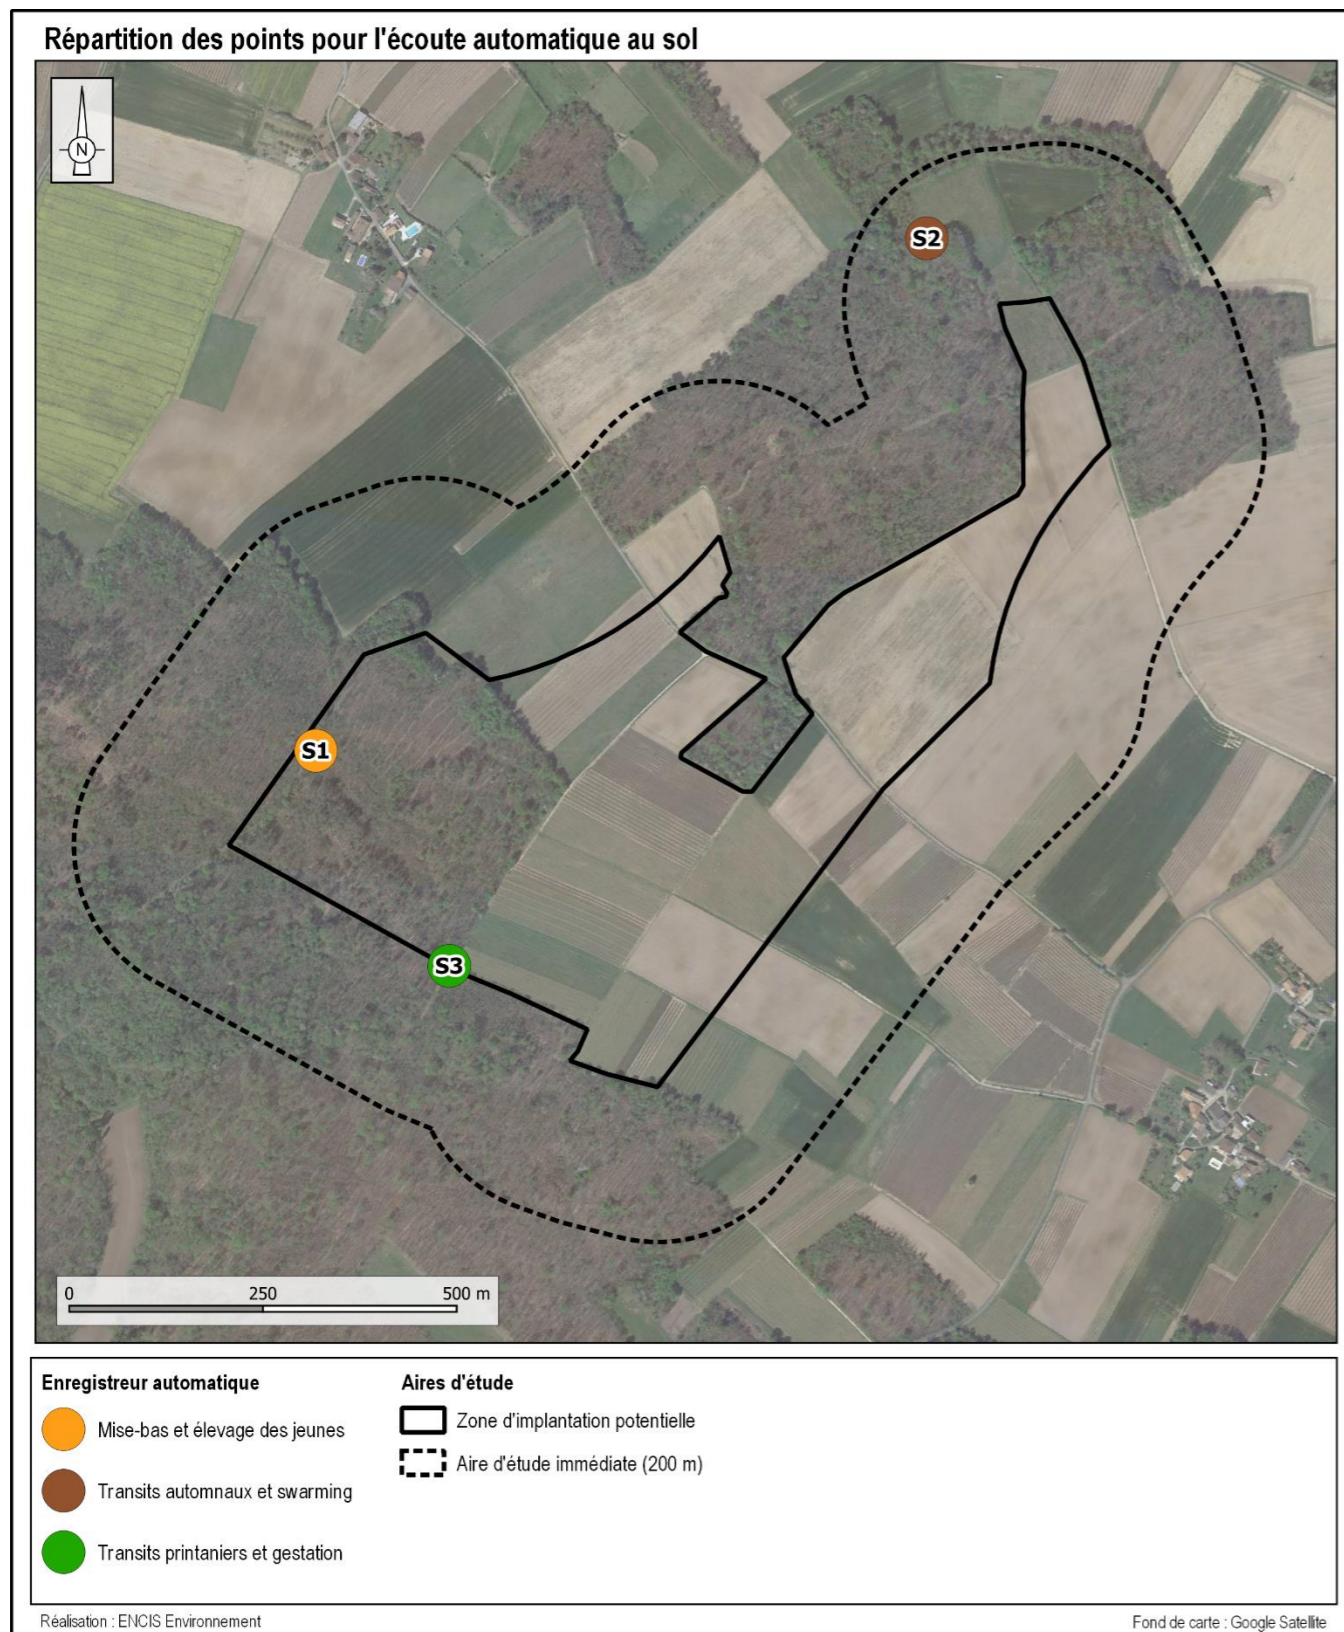 Répartition des points pour l'écoute automatique au sol
N
S2
S1
S3
0 250 500 m
Enregistreur automatique
Mise-bas et élevage des jeunes
Transits automnaux et swarming
Transits printaniers et gestation
Aires d'étude
Zone d'implantation potentielle
Aire d'étude immédiate (200 m)
Réalisation : ENCIS Environnement
Fond de carte : Google Satellite